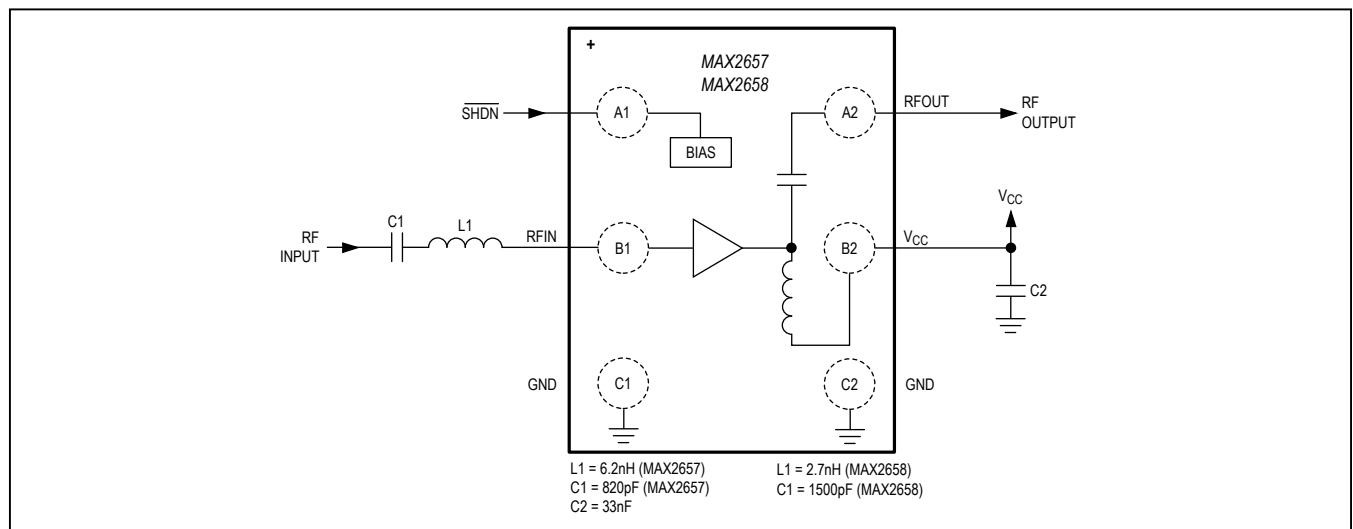 +
MAX2657
MAX2658
SHDN
A1
BIAS
A2
RFOUT
RF
OUTPUT
C1
L1
RF
INPUT
RFIN
B1
B2
VCC
VCC
C2
GND
C1
C2
GND
L1 = 6.2nH (MAX2657)
C1 = 820pF (MAX2657)
C2 = 33nF
L1 = 2.7nH (MAX2658)
C1 = 1500pF (MAX2658)